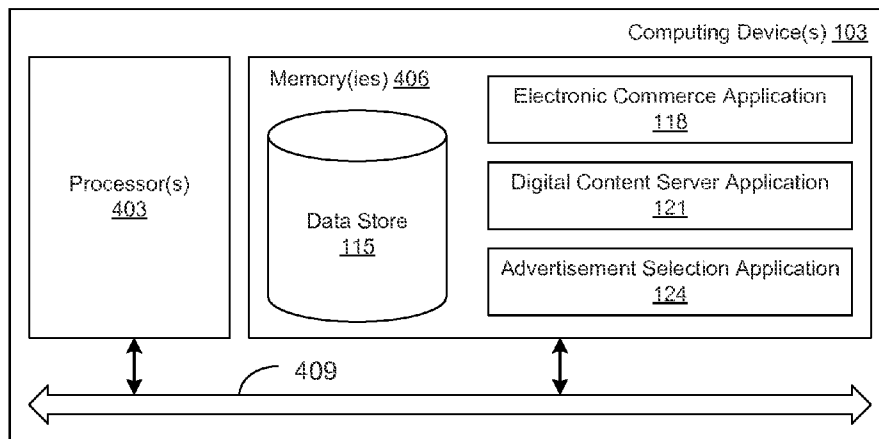 Computing Device(s) 103
Memory(ies) 406
Electronic Commerce Application
118
Processor(s)
403
Data Store
115
Digital Content Server Application
121
Advertisement Selection Application
124
409